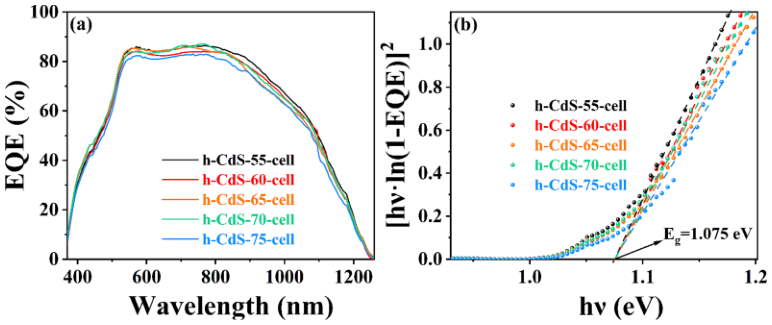 (a)
EQE (%)
100
80
60
40
20
0
h-CdS-55-cell
h-CdS-60-cell
h-CdS-65-cell
h-CdS-70-cell
h-CdS-75-cell
400 600 800 1000 1200
Wavelength (nm)
(b)
[hν·ln(1-EQE)]²
1.0
0.8
0.6
0.4
0.2
0.0
h-CdS-55-cell
h-CdS-60-cell
h-CdS-65-cell
h-CdS-70-cell
h-CdS-75-cell
Eg=1.075 eV
1.0 1.1 1.2
hν (eV)